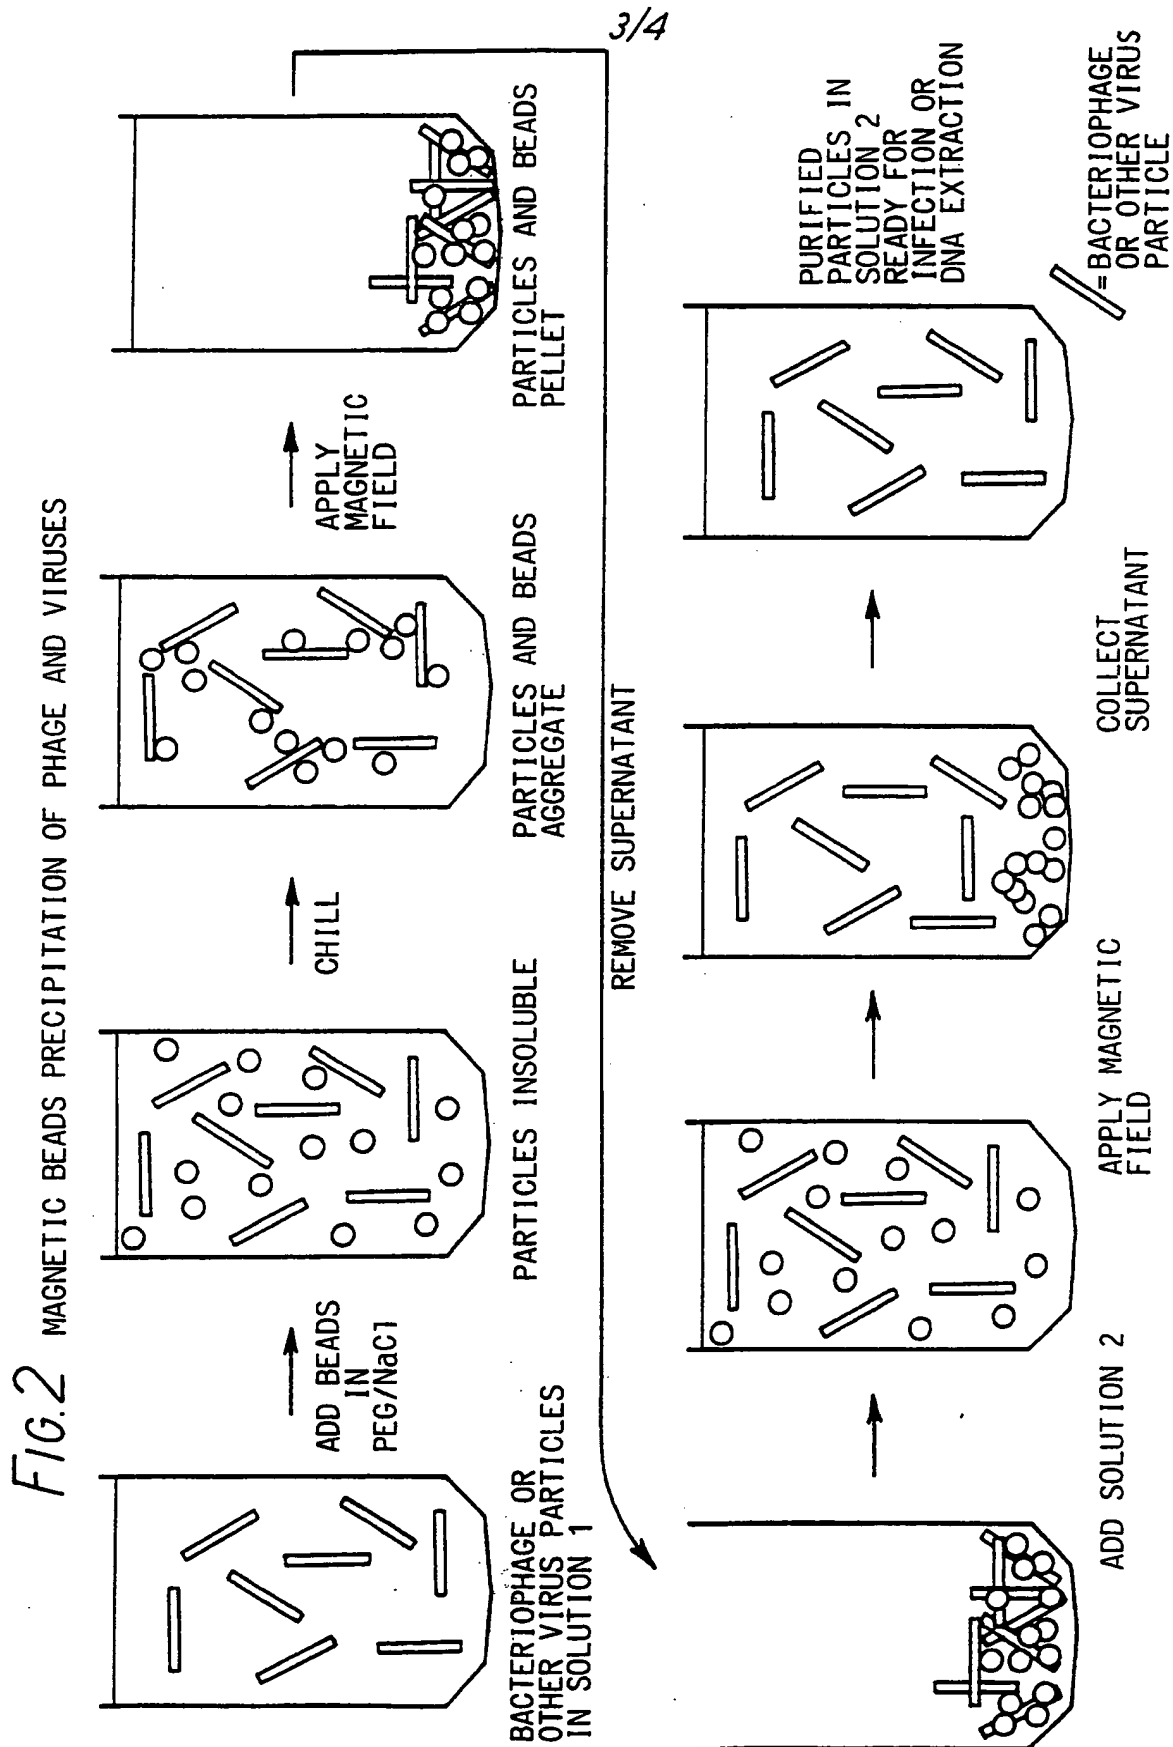 3/4
FIG.2 MAGNETIC BEADS PRECIPITATION OF PHAGE AND VIRUSES
BACTERIOPHAGE OR
OTHER VIRUS PARTICLES
IN SOLUTION 1
ADD BEADS
IN
PEG/NaCl
PARTICLES INSOLUBLE
CHILL
PARTICLES AND BEADS
AGGREGATE
APPLY
MAGNETIC
FIELD
PARTICLES AND BEADS
PELLET
REMOVE SUPERNATANT
ADD SOLUTION 2
APPLY MAGNETIC
FIELD
COLLECT
SUPERNATANT
PURIFIED
PARTICLES IN
SOLUTION 2
READY FOR
INFECTION OR
DNA EXTRACTION
=BACTERIOPHAGE
OR OTHER VIRUS
PARTICLE